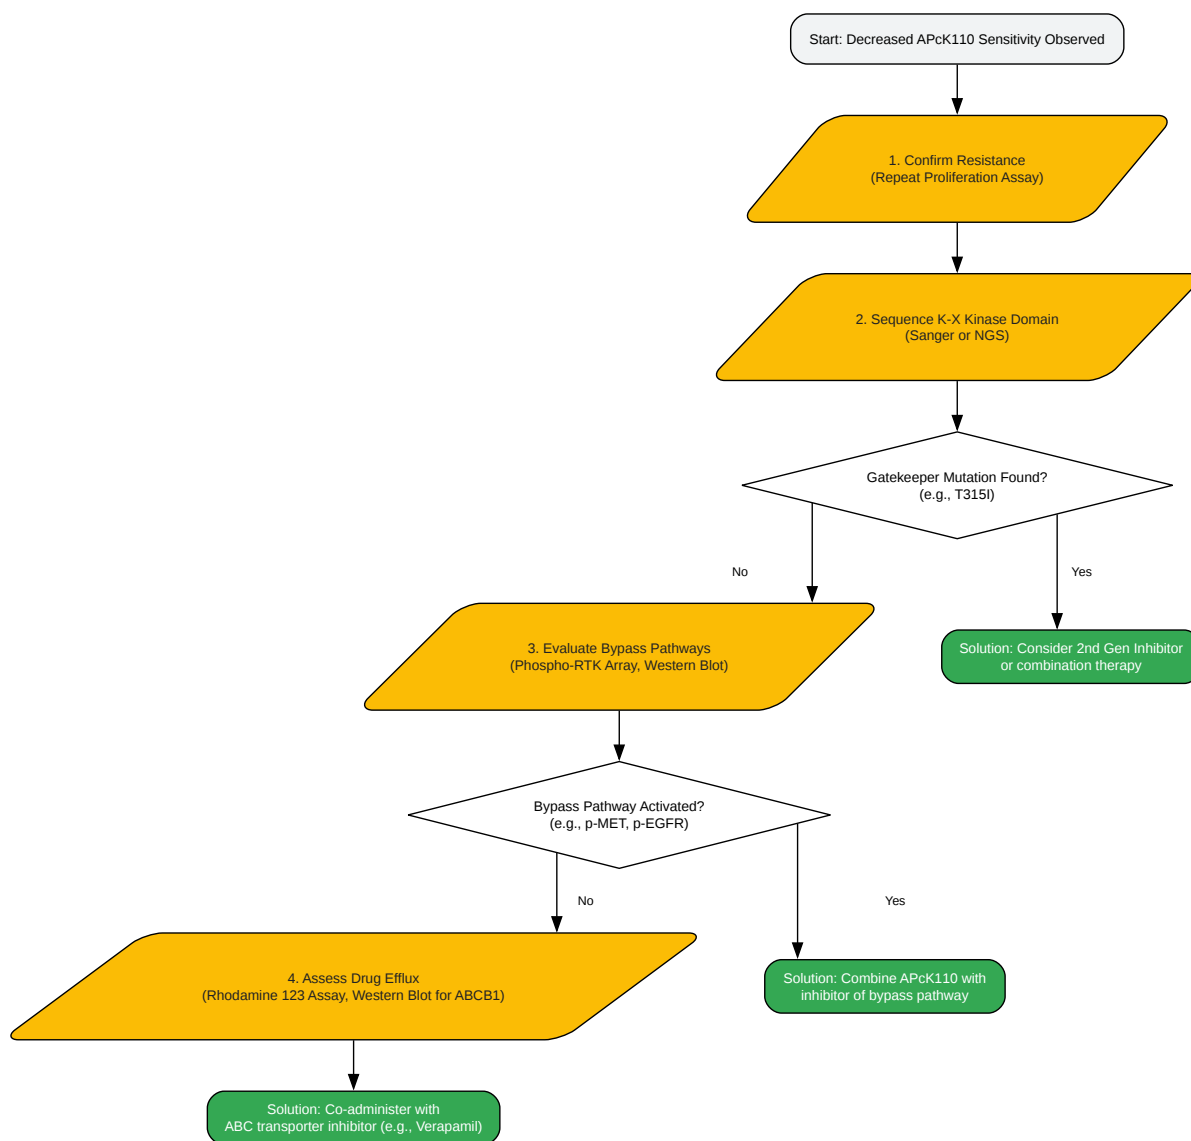 Start: Decreased APcK110 Sensitivity Observed
1. Confirm Resistance
(Repeat Proliferation Assay)
2. Sequence K-X Kinase Domain
(Sanger or NGS)
Gatekeeper Mutation Found?
(e.g., T315I)
No
Yes
3. Evaluate Bypass Pathways
(Phospho-RTK Array, Western Blot)
Solution: Consider 2nd Gen Inhibitor
or combination therapy
Bypass Pathway Activated?
(e.g., p-MET, p-EGFR)
No
Yes
4. Assess Drug Efflux
(Rhodamine 123 Assay, Western Blot for ABCB1)
Solution: Combine APcK110 with
inhibitor of bypass pathway
Solution: Co-administer with
ABC transporter inhibitor (e.g., Verapamil)